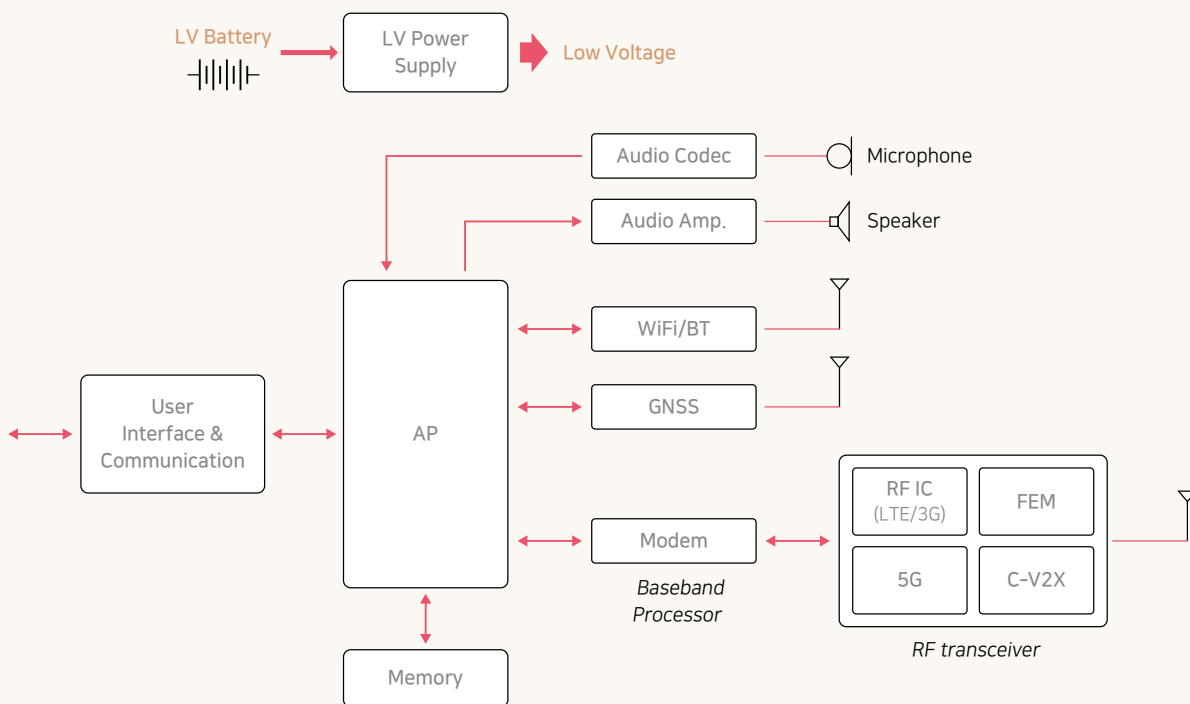 LV Battery
LV Power
Supply
Low Voltage
Audio Codec
Microphone
Audio Amp.
Speaker
WiFi/BT
GNSS
User
Interface &
Communication
AP
RF IC
(LTE/3G)
FEM
Modem
5G
C-V2X
Baseband
Processor
RF transceiver
Memory